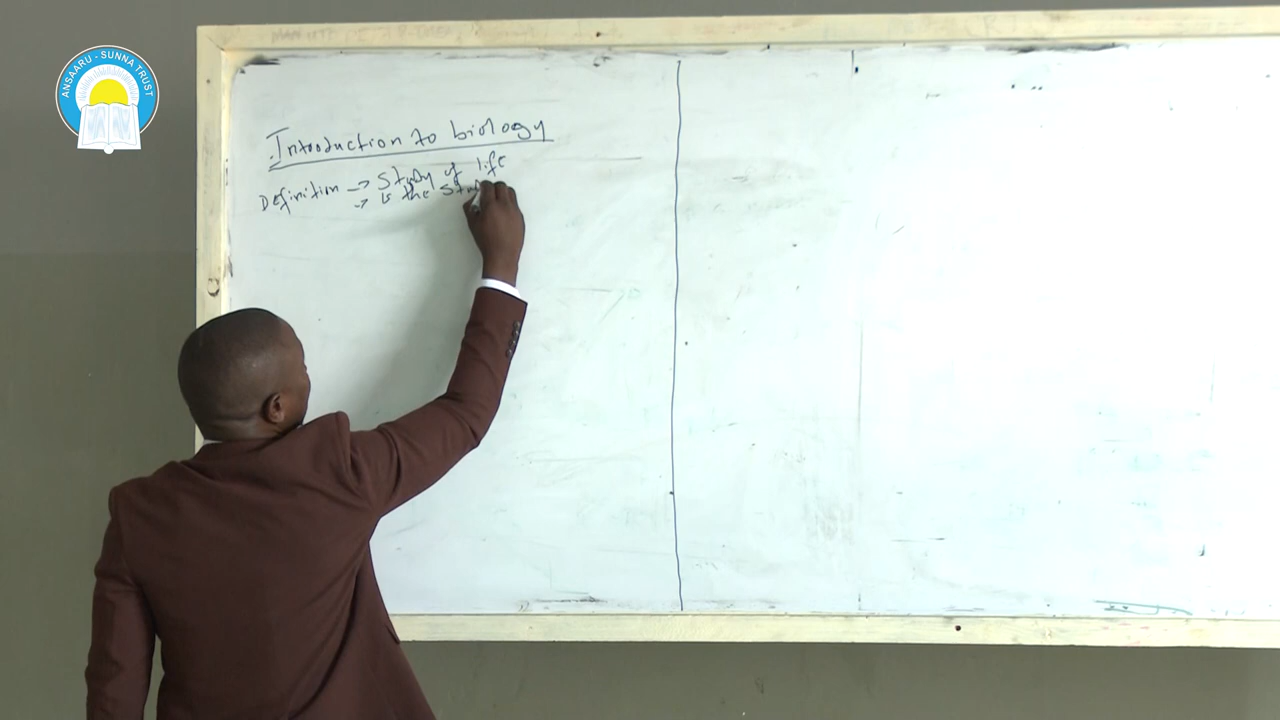 ANSAARU - SUNNA TRUST
Introduction to biology
Definition → Study of life
→ is the